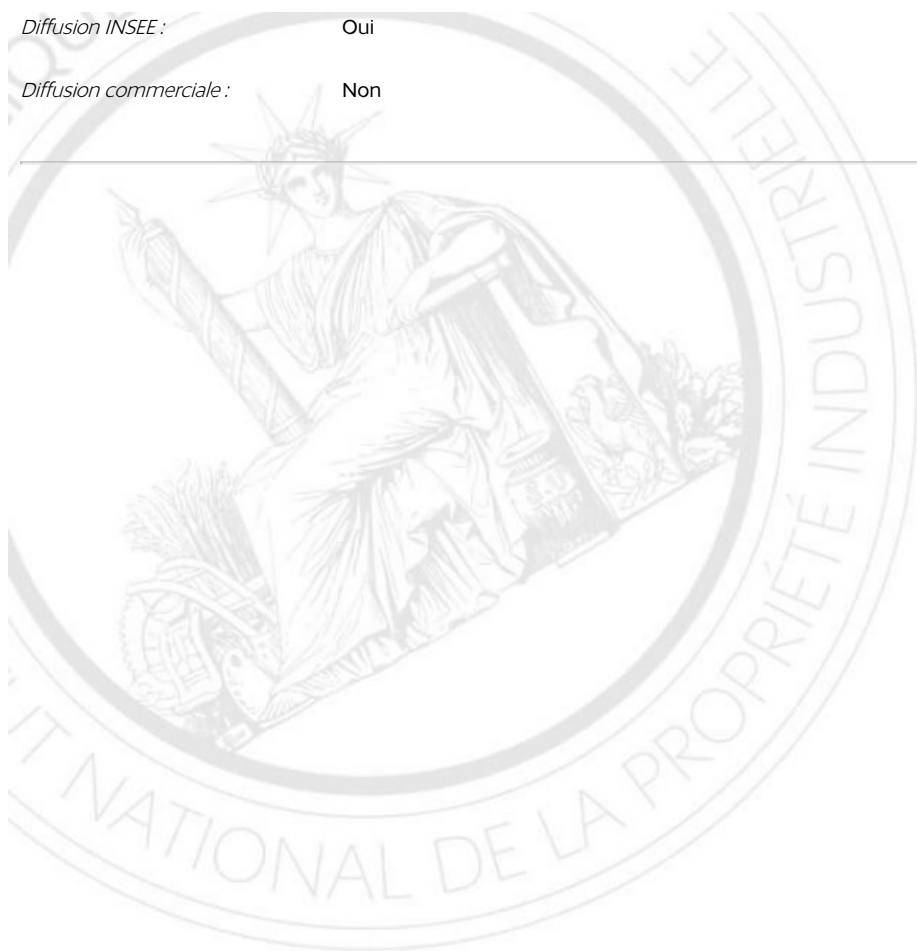 Diffusion INSEE : Oui
Diffusion commerciale : Non
NATIONAL DE LA PROPRIÉTÉ INDUSTRIELLE